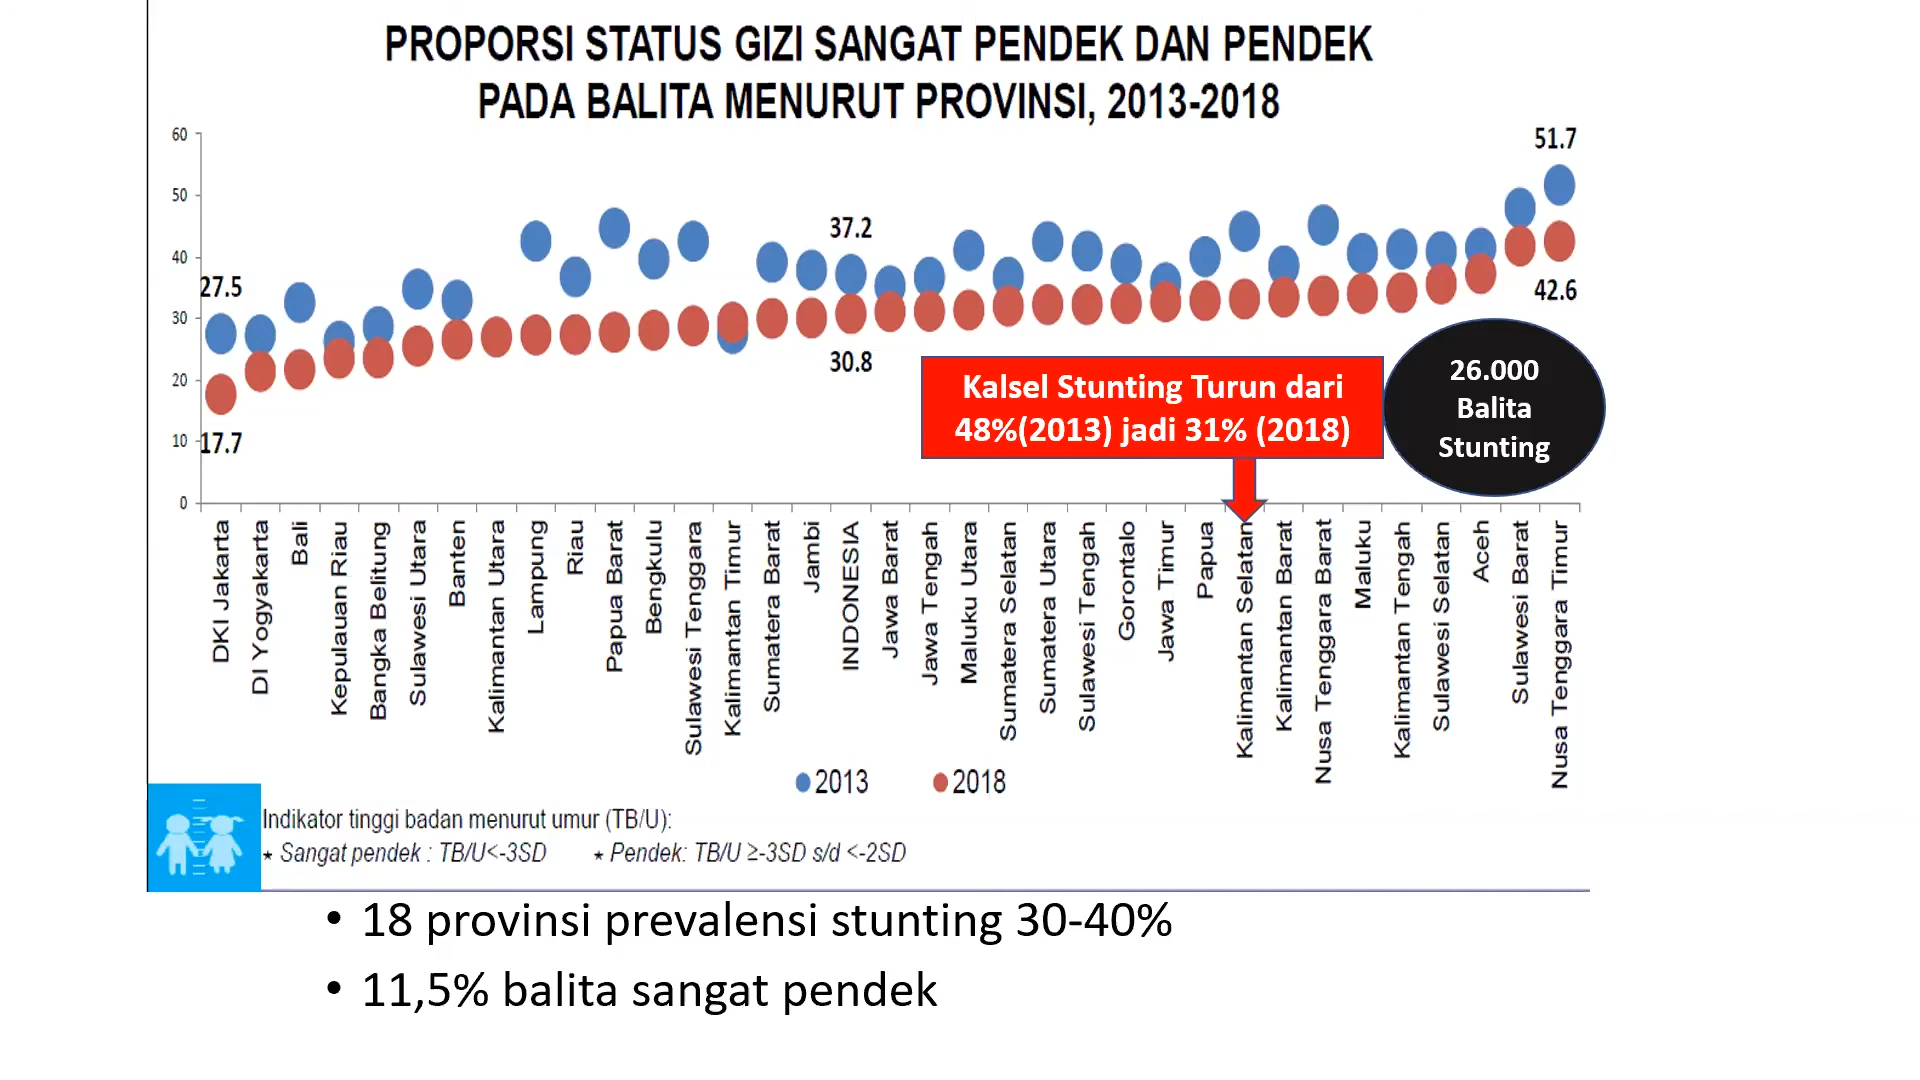 PROPORSI STATUS GIZI SANGAT PENDEK DAN PENDEK
PADA BALITA MENURUT PROVINSI, 2013-2018
60
50
40
30
20
10
0
27.5
17.7
37.2
30.8
51.7
42.6
Kalsel Stunting Turun dari
48%(2013) jadi 31% (2018)
26.000
Balita
Stunting
DKI Jakarta
DI Yogyakarta
Bali
Kepulauan Riau
Bangka Belitung
Sulawesi Utara
Banten
Kalimantan Utara
Lampung
Riau
Papua Barat
Bengkulu
Sulawesi Tenggara
Kalimantan Timur
Sumatera Barat
Jambi
INDONESIA
Jawa Barat
Jawa Tengah
Maluku Utara
Sumatera Selatan
Sumatera Utara
Sulawesi Tengah
Gorontalo
Jawa Timur
Papua
Kalimantan Selatan
Kalimantan Barat
Nusa Tenggara Barat
Maluku
Kalimantan Tengah
Sulawesi Selatan
Aceh
Sulawesi Barat
Nusa Tenggara Timur
2013 2018
Indikator tinggi badan menurut umur (TB/U):
* Sangat pendek : TB/U<-3SD * Pendek: TB/U ≥-3SD s/d <-2SD
• 18 provinsi prevalensi stunting 30-40%
• 11,5% balita sangat pendek